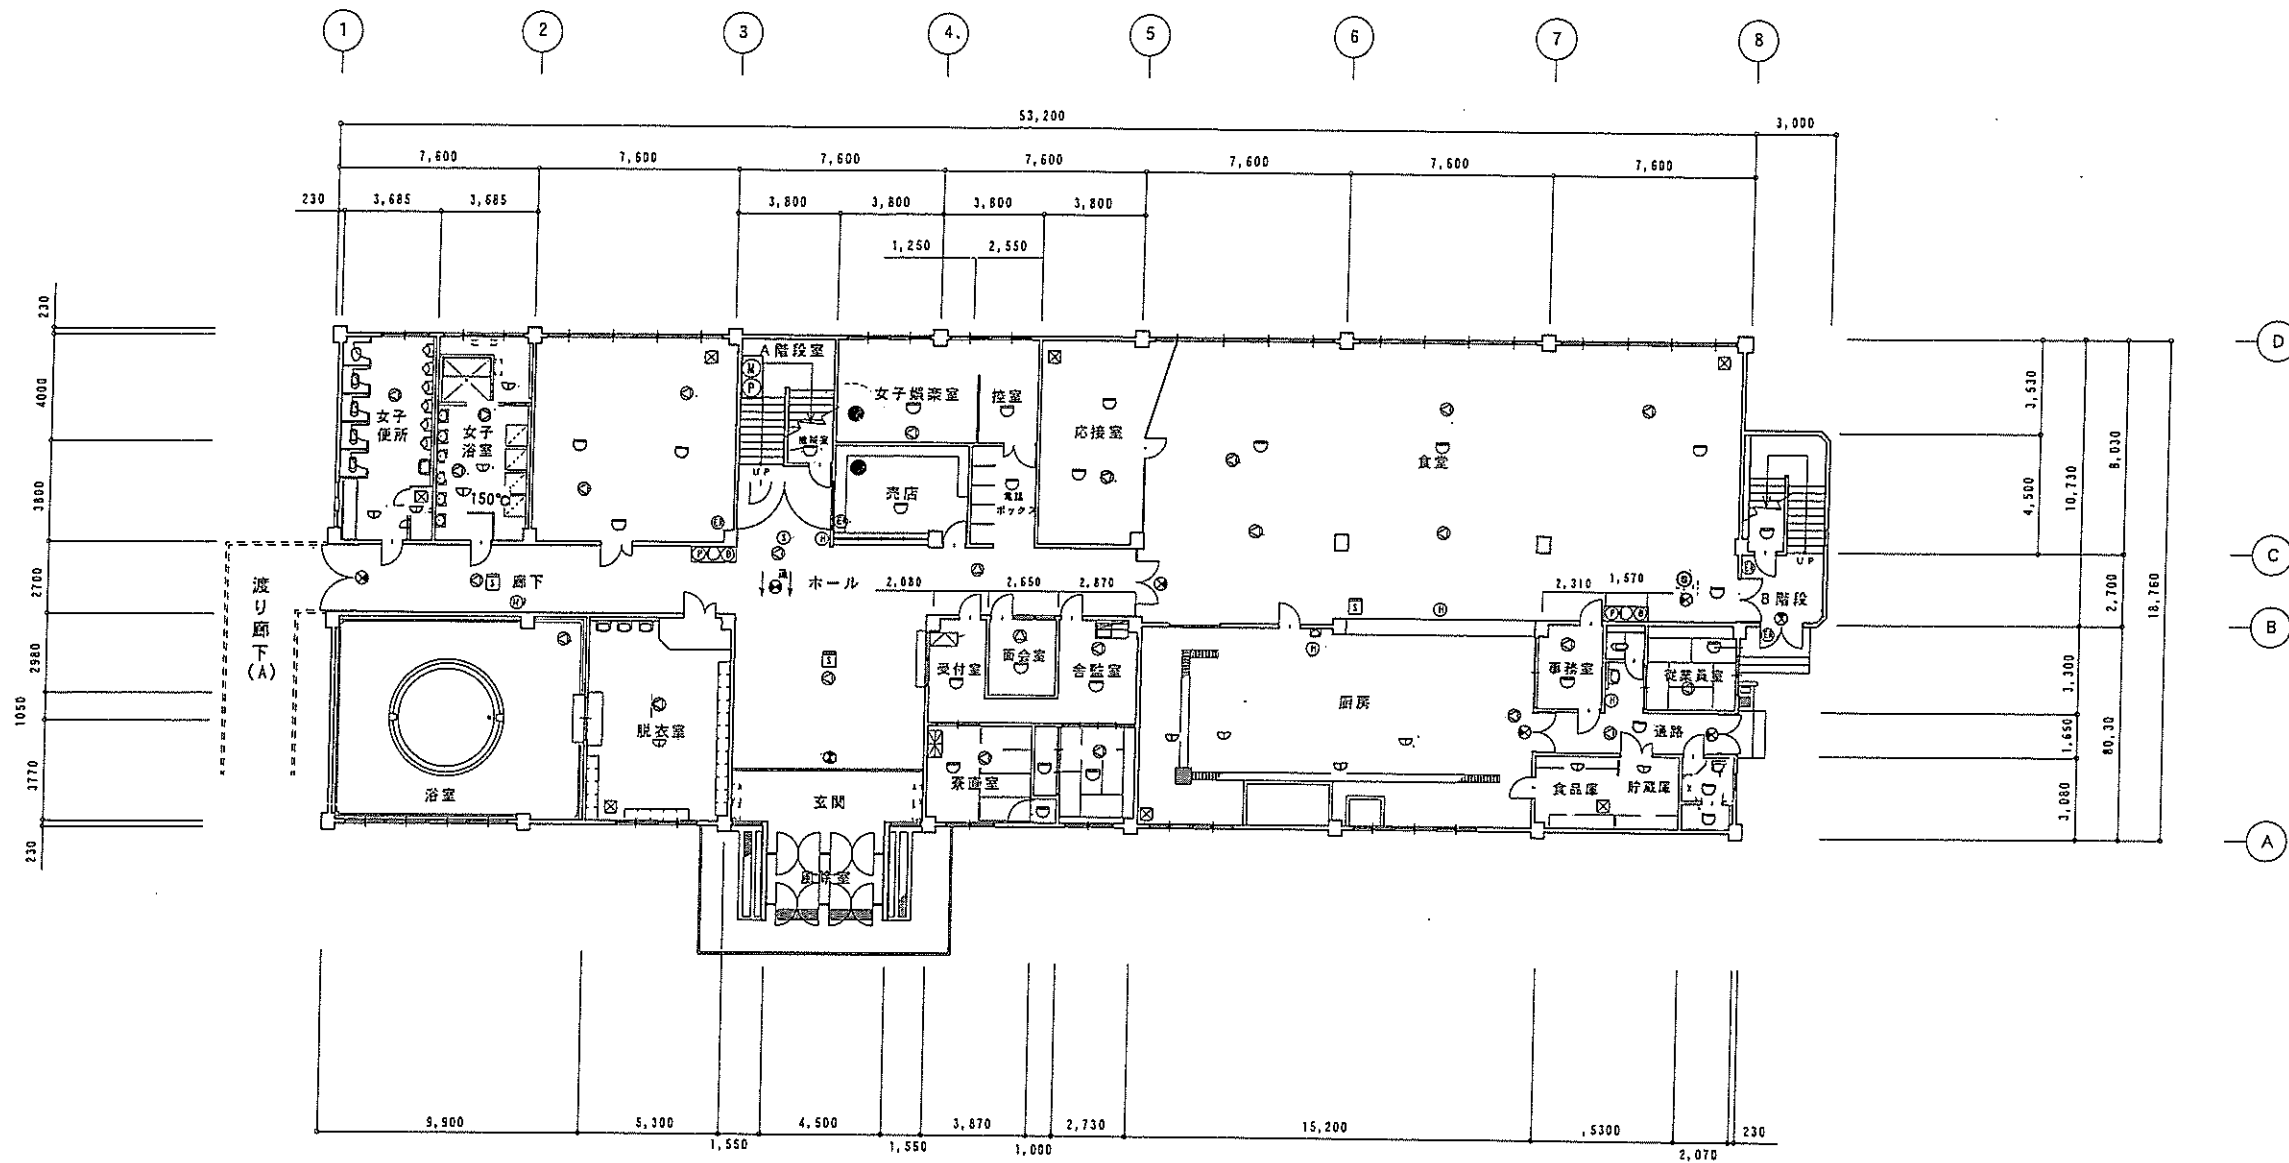 1 2 3 4. 5 6 7 8
53,200 3,000
7,600 7,600 7,600 7,600 7,600 7,600 7,600
230 3,685 3,685 3,800 3,800 3,800 3,800
1,250 2,550
230
4000
3800
2700
2980
1050
3770
230
D
C
B
A
3,530
4,500
10,730
8,030
2,700
18,760
3,300
1,650
80,30
3,080
A階段室
女子
便所
女子
浴室
150℃
UP
女子娯楽室
控室
売店
電話
ボックス
応接室
食堂
UP
B階段
渡り廊下(A)
廊下
ホール
2,080 2,650 2,870
2,310 1,570
受付室
面会室
舎監室
事務室
従業員室
厨房
通路
脱衣室
浴室
玄関
食品庫
貯蔵庫
風除室
9,900 5,300 1,550 4,500 1,550 3,870 1,000 2,730 15,200 ,5300 2,070 230